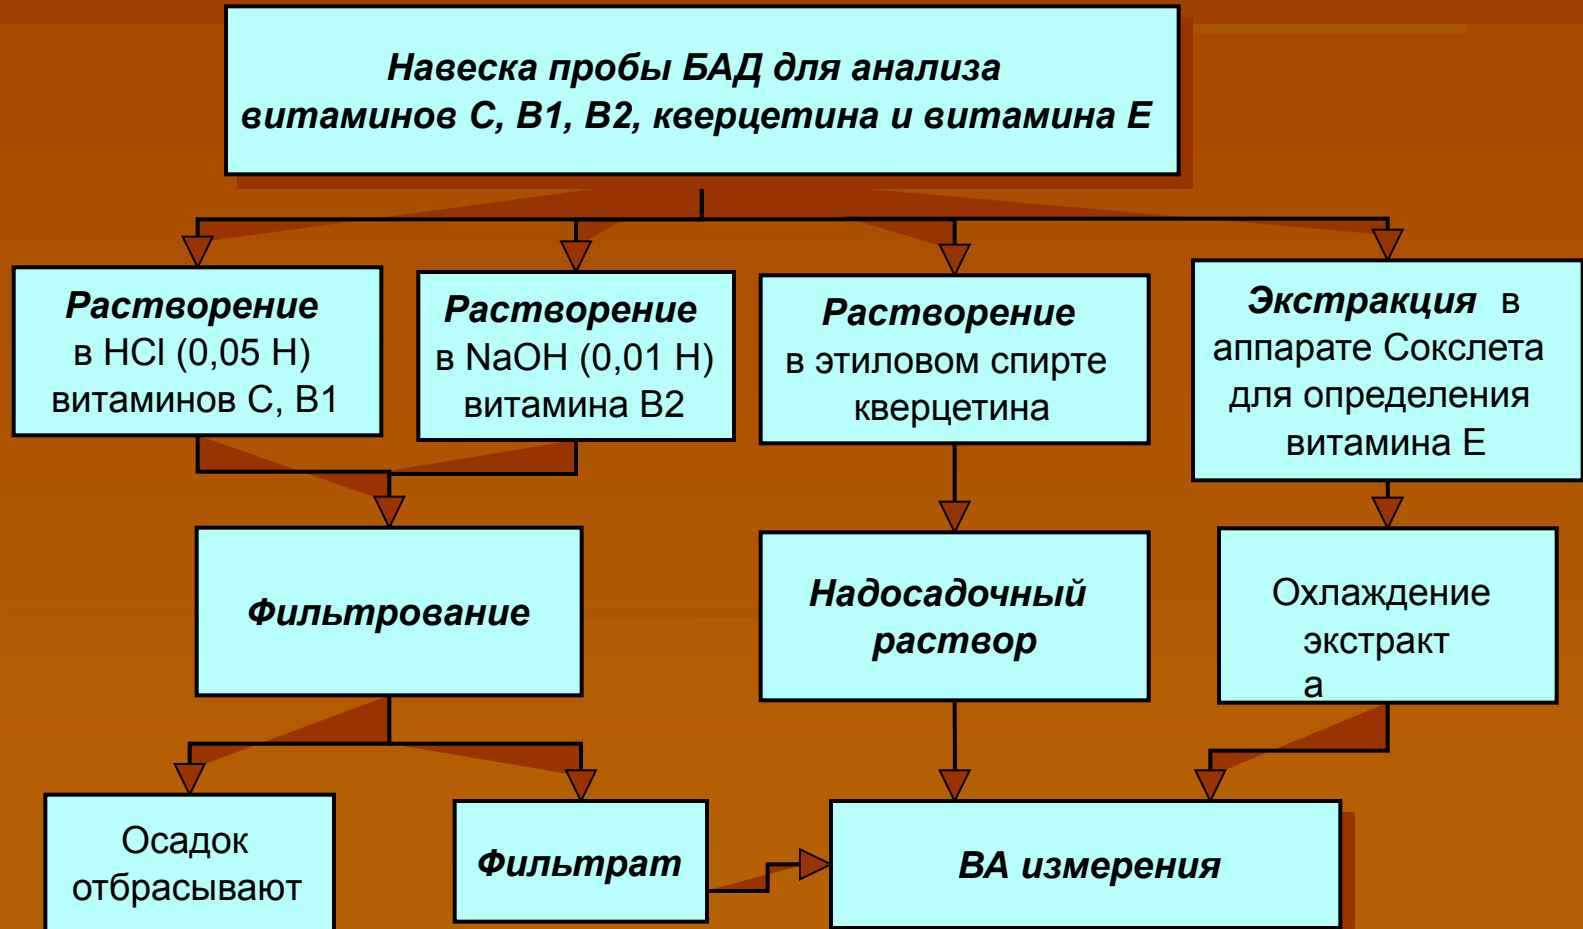 Навеска пробы БАД для анализа
витаминов С, В1, В2, кверцетина и витамина Е
Растворение
в HCl (0,05 Н)
витаминов С, В1
Растворение
в NaOH (0,01 Н)
витамина В2
Растворение
в этиловом спирте
кверцетина
Экстракция в
аппарате Сокслета
для определения
витамина Е
Фильтрование
Надосадочный
раствор
Охлаждение
экстракт
а
Осадок
отбрасывают
Фильтрат
ВА измерения